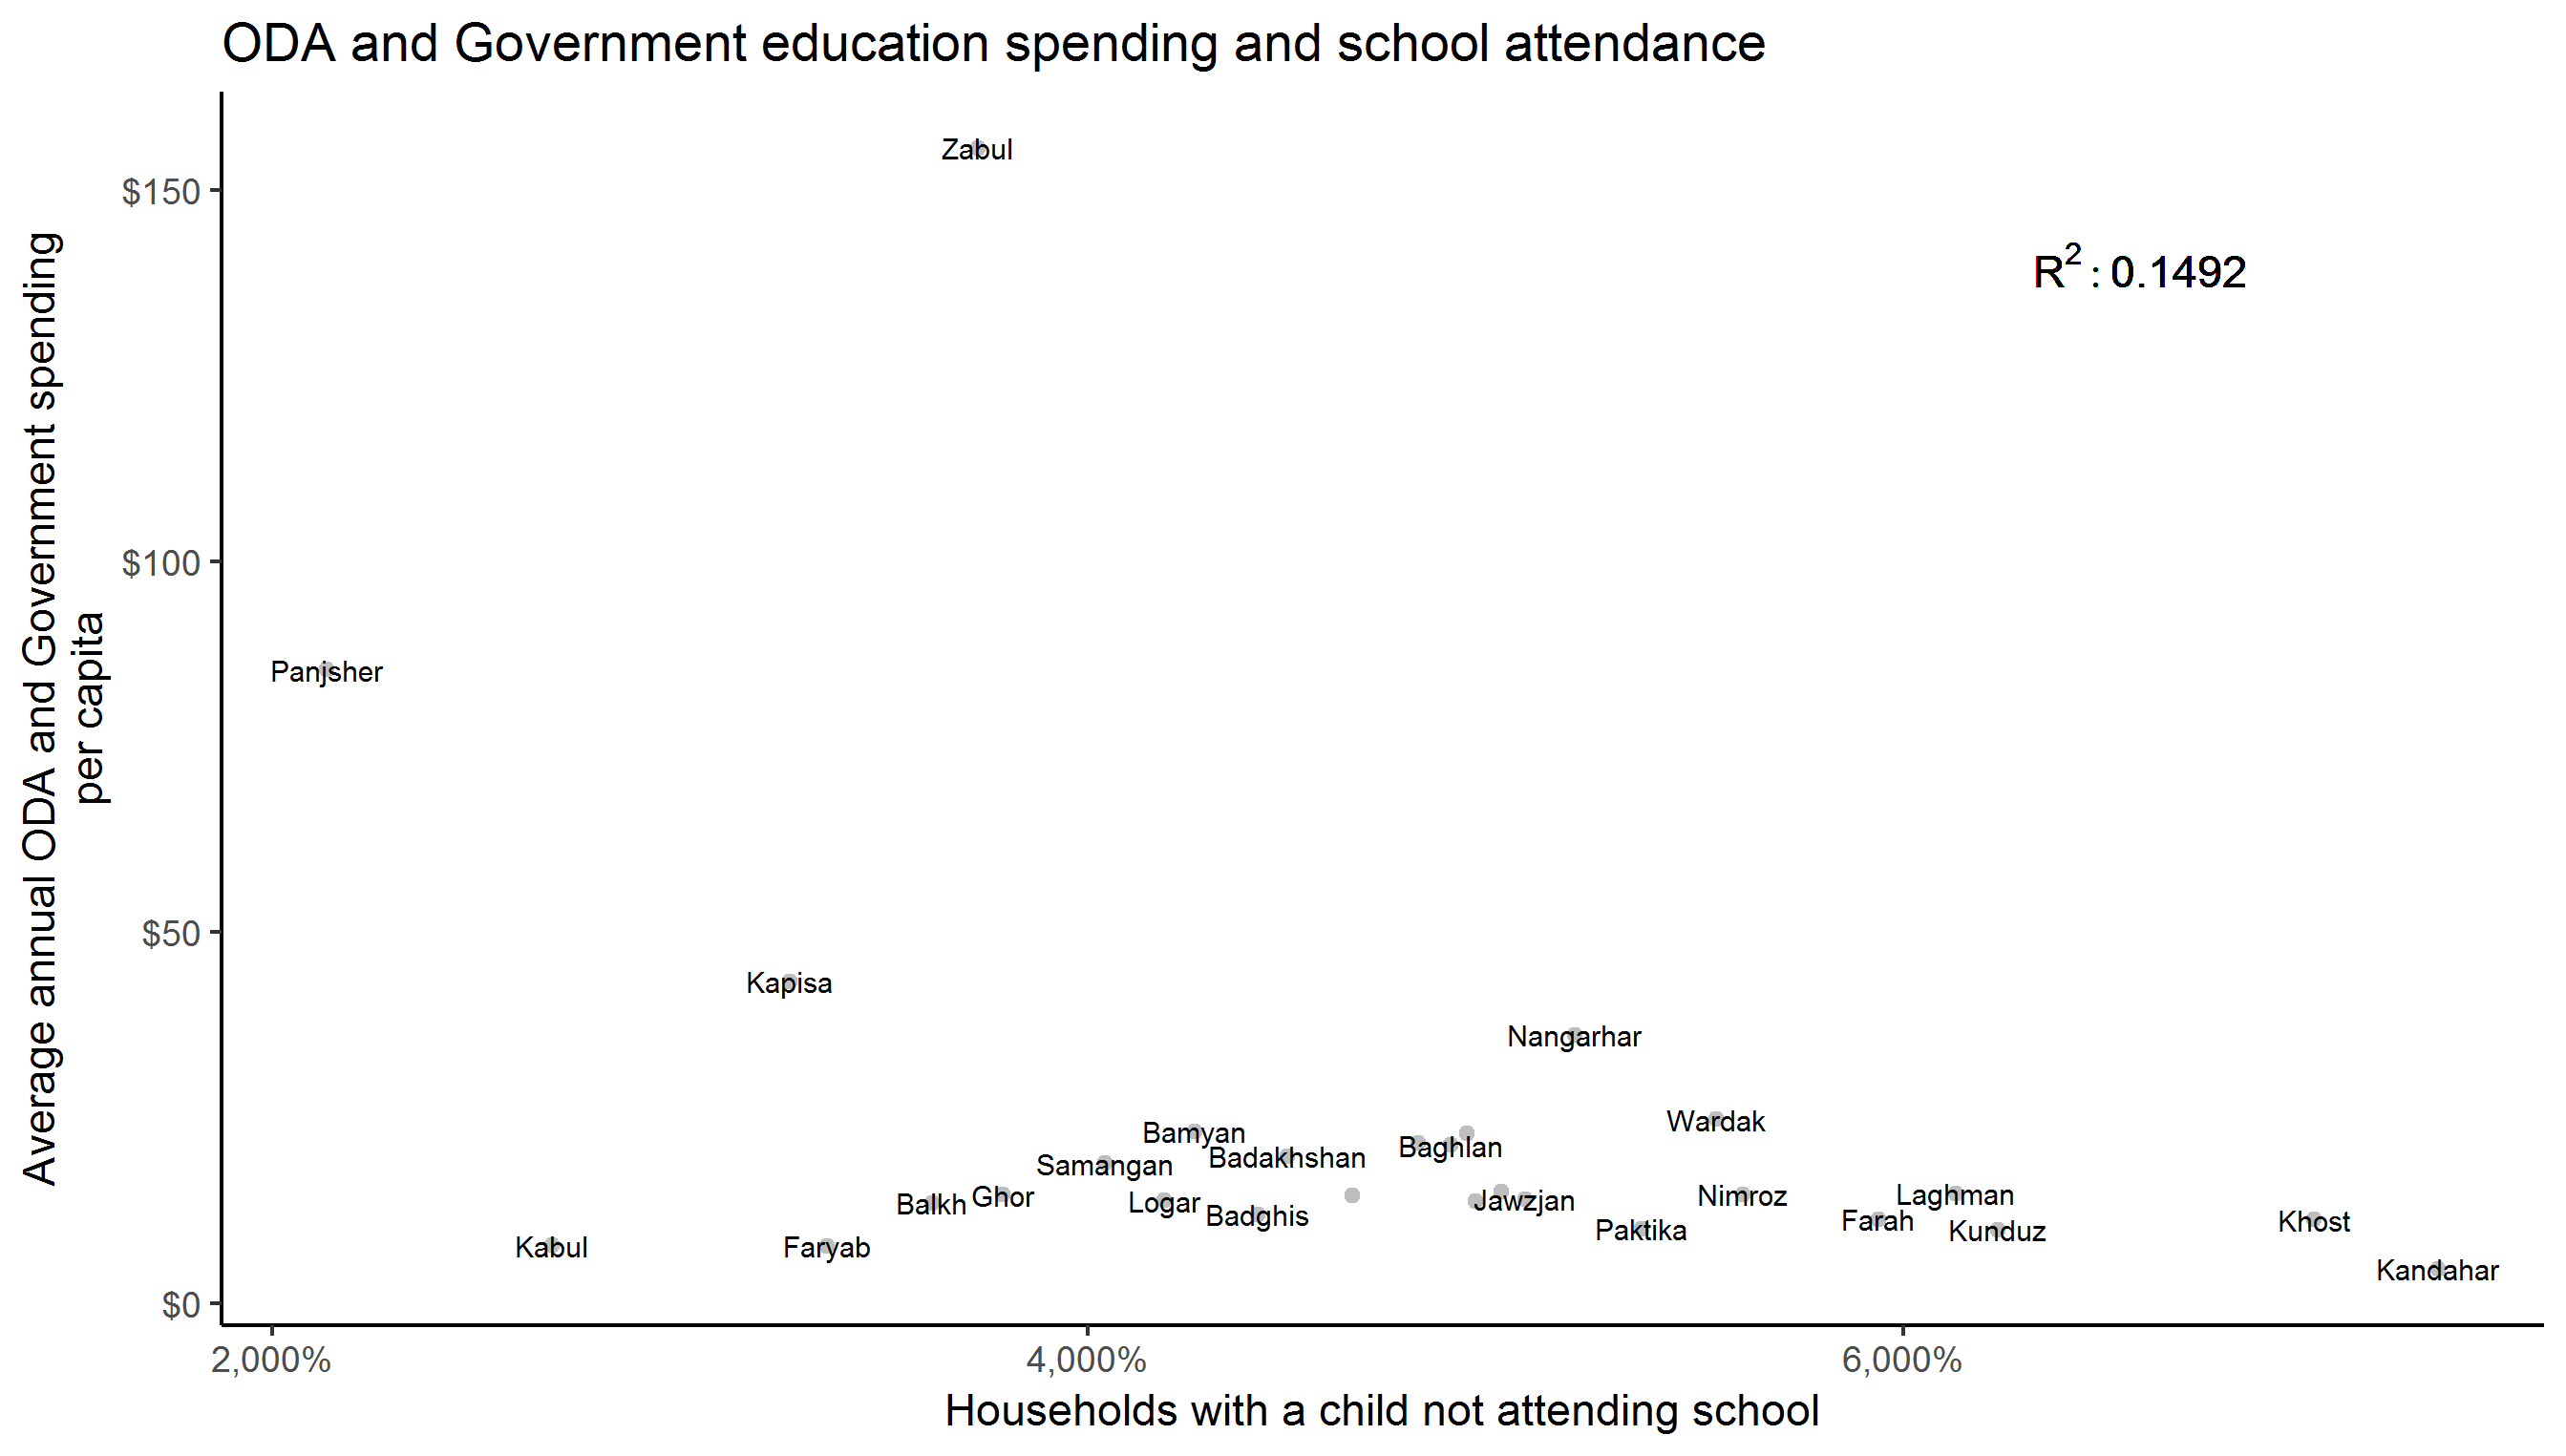 ODA and Government education spending and school attendance
Average annual ODA and Government spending
per capita
$150
$100
$50
$0
Zabul
R² : 0.1492
Panjsher
Kapisa
Nangarhar
Wardak
Bamyan
Baghlan
Badakhshan
Samangan
Balkh
Ghor
Logar
Badghis
Jawzjan
Nimroz
Laghman
Paktika
Farah
Kunduz
Khost
Kabul
Faryab
Kandahar
2,000%
4,000%
6,000%
Households with a child not attending school